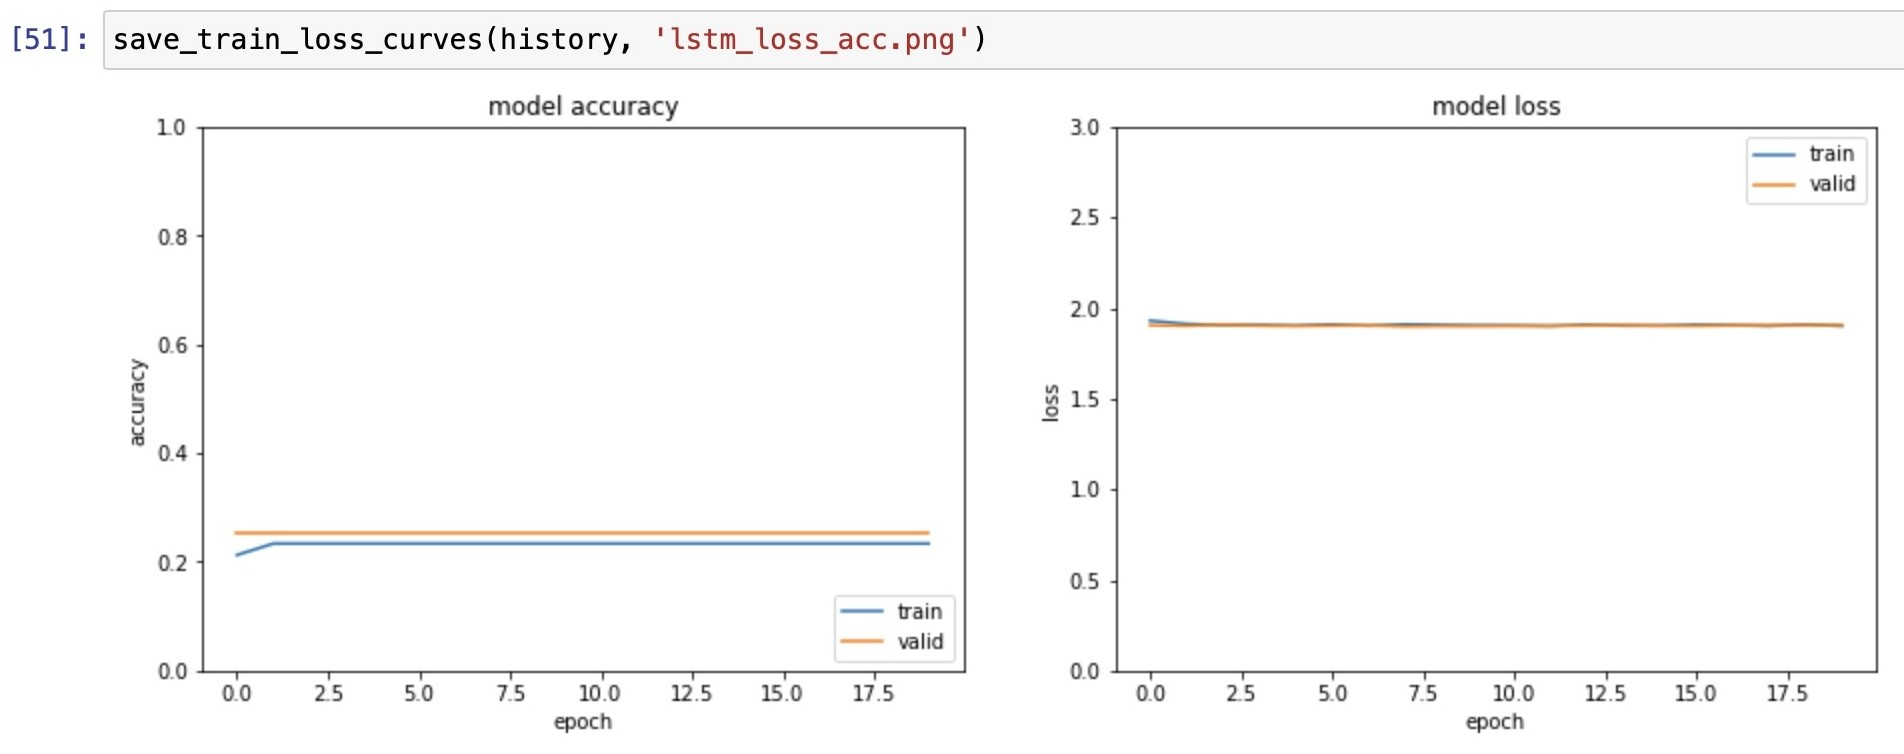 [51]: save_train_loss_curves(history, 'lstm_loss_acc.png')
model accuracy
1.0
0.8
0.6
0.4
0.2
0.0
accuracy
train
valid
0.0 2.5 5.0 7.5 10.0 12.5 15.0 17.5
epoch
model loss
3.0
2.5
2.0
1.5
1.0
0.5
0.0
loss
train
valid
0.0 2.5 5.0 7.5 10.0 12.5 15.0 17.5
epoch